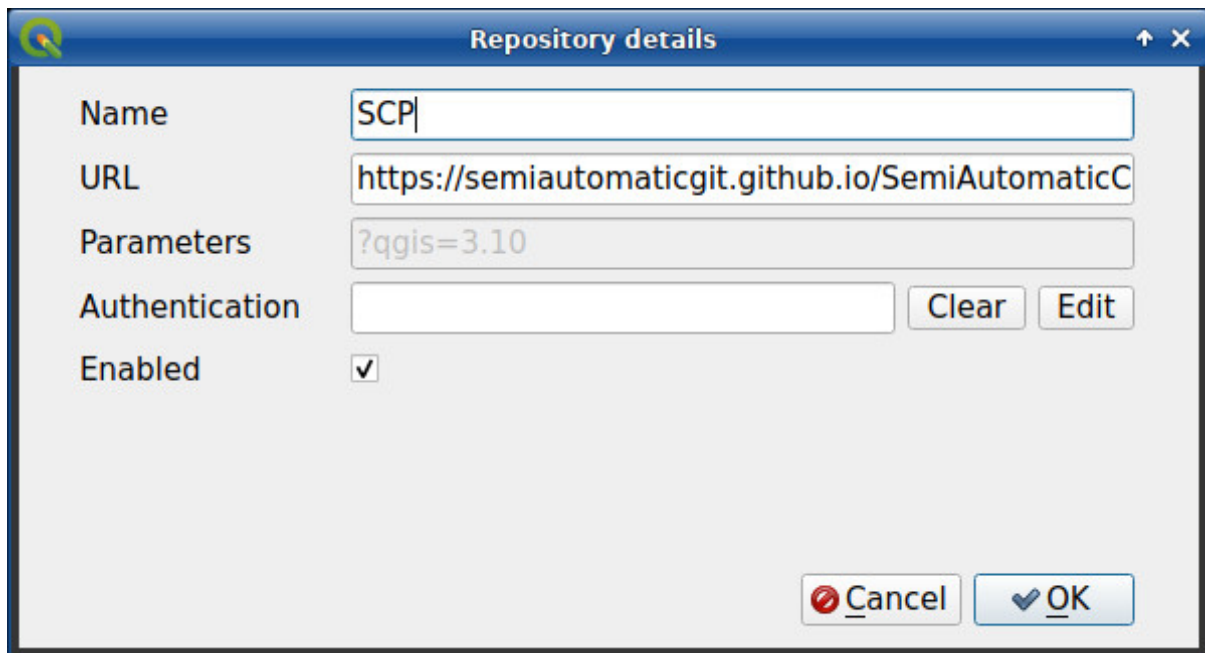 Repository details
Name SCP
URL https://semiautomaticgit.github.io/SemiAutomaticC
Parameters ?qgis=3.10
Authentication Clear Edit
Enabled
Cancel OK